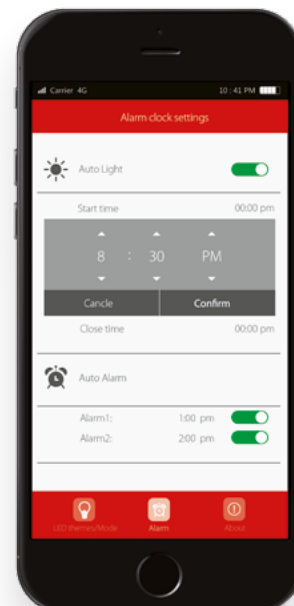 Carrier 4G 10 : 41 PM
Alarm clock settings
Auto Light
Start time 00:00 pm
8 : 30 PM
Cancle Confirm
Close time 00:00 pm
Auto Alarm
Alarm1: 1:00 pm
Alarm2: 2:00 pm
LED themes/Mode Alarm About